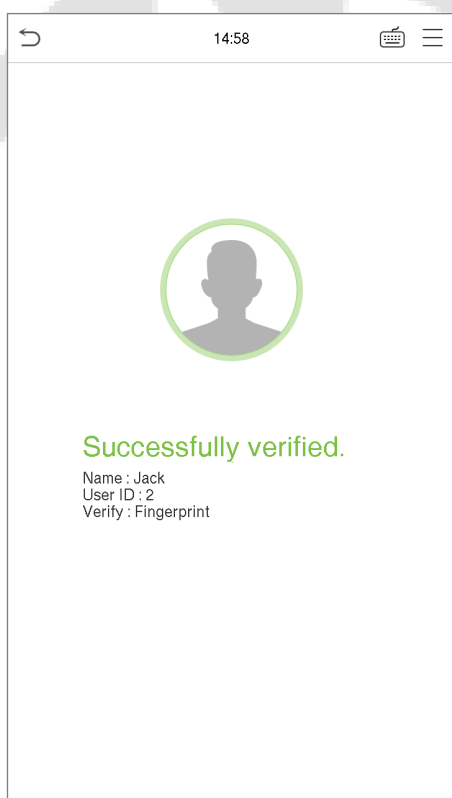 14:58
Successfully verified.
Name : Jack
User ID : 2
Verify : Fingerprint